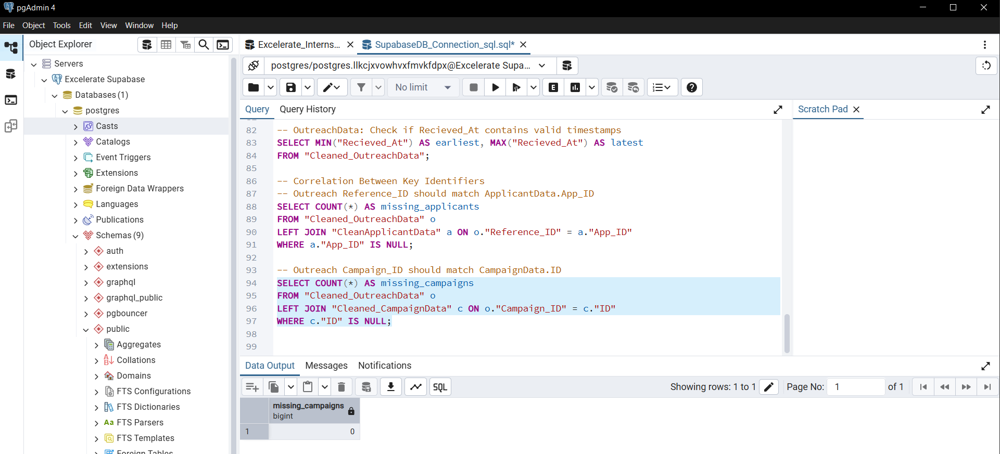 pgAdmin 4
File Object Tools Edit View Window Help
Object Explorer
Servers
Excelerate Supabase
Databases (1)
postgres
Casts
Catalogs
Event Triggers
Extensions
Foreign Data Wrappers
Languages
Publications
Schemas (9)
auth
extensions
graphql
graphql_public
pgbouncer
public
Aggregates
Collations
Domains
FTS Configurations
FTS Dictionaries
Aa FTS Parsers
FTS Templates
Foreign Tables
Excelerate_Interns...
SupabaseDB_Connection_sql.sql*
postgres/postgres.llkcjxvowhvxfmvkfdpx@Excelerate Supa...
No limit
E
Query Query History
Scratch Pad
82 -- OutreachData: Check if Recieved_At contains valid timestamps
83 SELECT MIN("Recieved_At") AS earliest, MAX("Recieved_At") AS latest
84 FROM "Cleaned_OutreachData";
85
86 -- Correlation Between Key Identifiers
87 -- Outreach Reference_ID should match ApplicantData.App_ID
88 SELECT COUNT(*) AS missing_applicants
89 FROM "Cleaned_OutreachData" o
90 LEFT JOIN "CleanApplicantData" a ON o."Reference_ID" = a."App_ID"
91 WHERE a."App_ID" IS NULL;
92
93 -- Outreach Campaign_ID should match CampaignData.ID
94 SELECT COUNT(*) AS missing_campaigns
95 FROM "Cleaned_OutreachData" o
96 LEFT JOIN "Cleaned_CampaignData" c ON o."Campaign_ID" = c."ID"
97 WHERE c."ID" IS NULL;
98
99
Data Output Messages Notifications
SQL
Showing rows: 1 to 1
Page No: 1 of 1
missing_campaigns
bigint
1 0